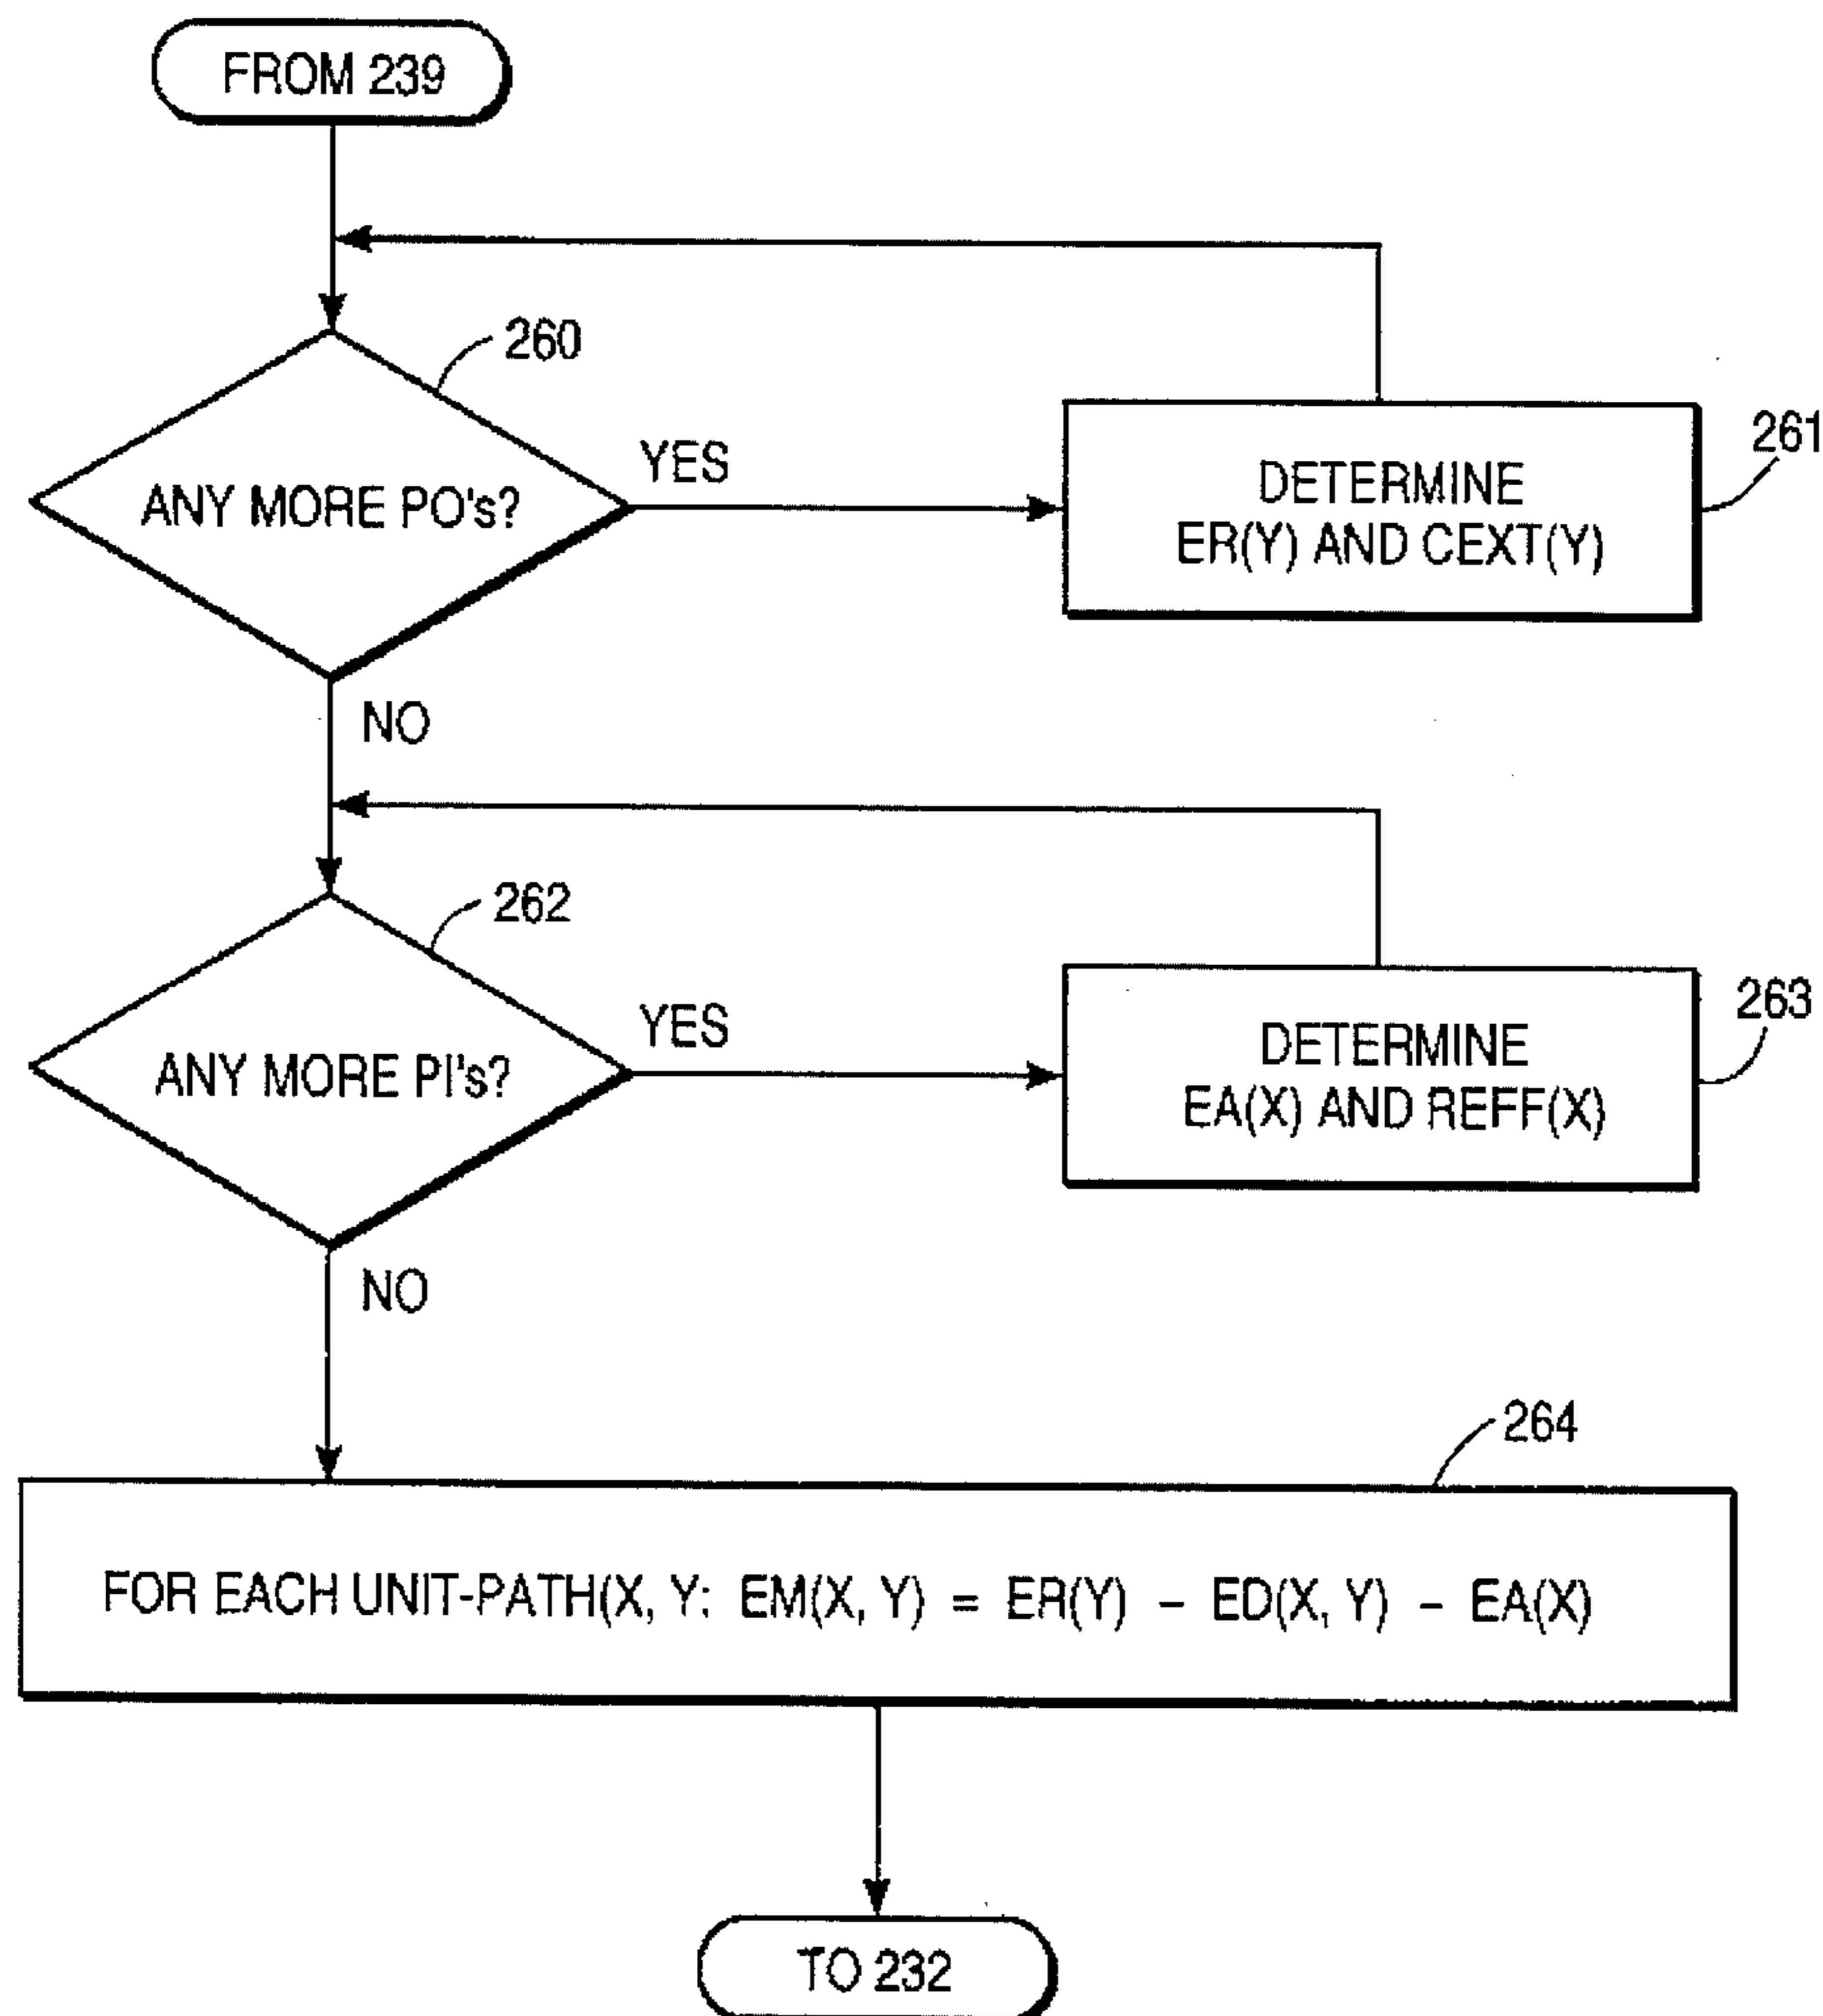 FROM 239
260
ANY MORE PO's?
YES
261
DETERMINE
ER(Y) AND CEXT(Y)
NO
262
ANY MORE PI's?
YES
263
DETERMINE
EA(X) AND REFF(X)
NO
264
FOR EACH UNIT-PATH(X, Y: EM(X, Y) = ER(Y) – ED(X, Y) – EA(X)
TO 232